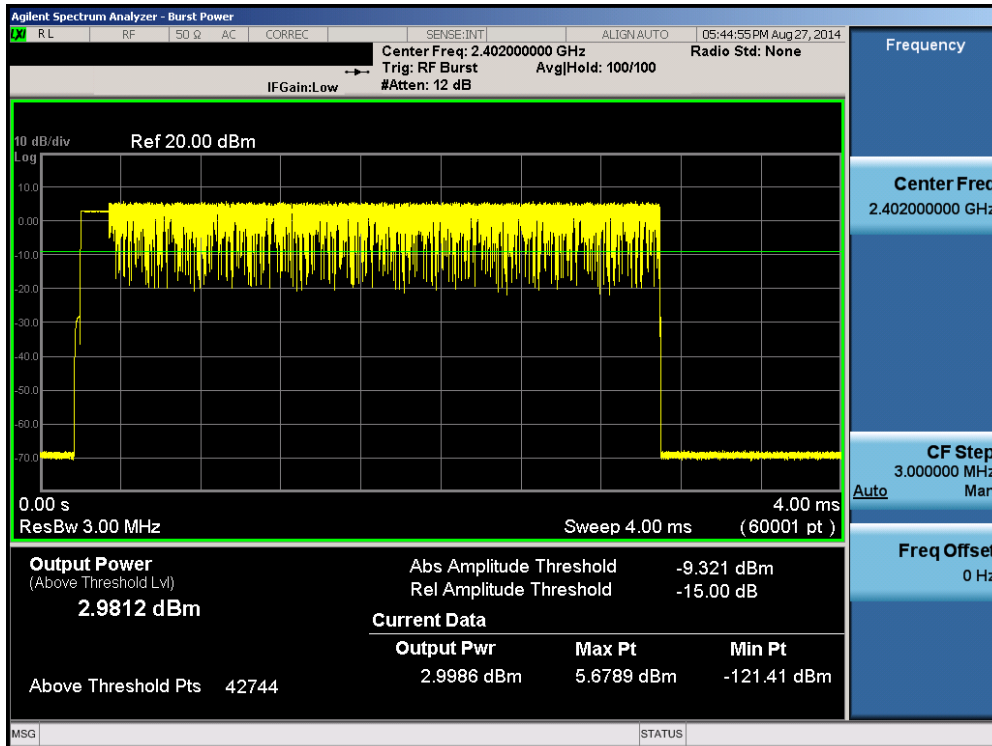 Agilent Spectrum Analyzer - Burst Power
LXI RL RF 50 Ω AC CORREC SENSE:INT ALIGN AUTO 05:44:55 PM Aug 27, 2014
Center Freq: 2.402000000 GHz Radio Std: None
Trig: RF Burst Avg|Hold: 100/100
IFGain:Low #Atten: 12 dB
10 dB/div Ref 20.00 dBm
Log
10.0
0.00
-10.0
-20.0
-30.0
-40.0
-50.0
-60.0
-70.0
0.00 s 4.00 ms
ResBw 3.00 MHz Sweep 4.00 ms (60001 pt)
Output Power
(Above Threshold Lvl)
2.9812 dBm
Above Threshold Pts 42744
Abs Amplitude Threshold -9.321 dBm
Rel Amplitude Threshold -15.00 dB
Current Data
Output Pwr Max Pt Min Pt
2.9986 dBm 5.6789 dBm -121.41 dBm
Frequency
Center Freq
2.402000000 GHz
CF Step
3.000000 MHz
Auto Man
Freq Offset
0 Hz
MSG STATUS